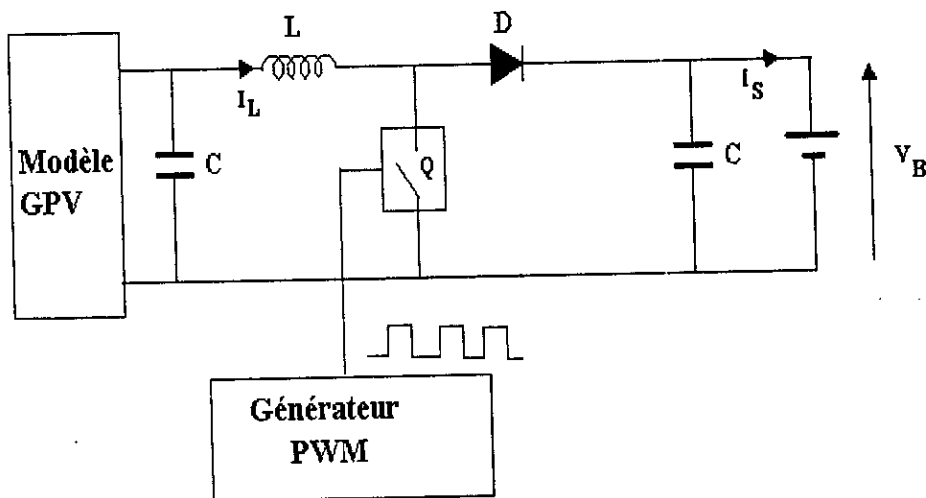 L
D
I_L
I_S
Modèle
GPV
C
Q
C
V_B
Générateur
PWM